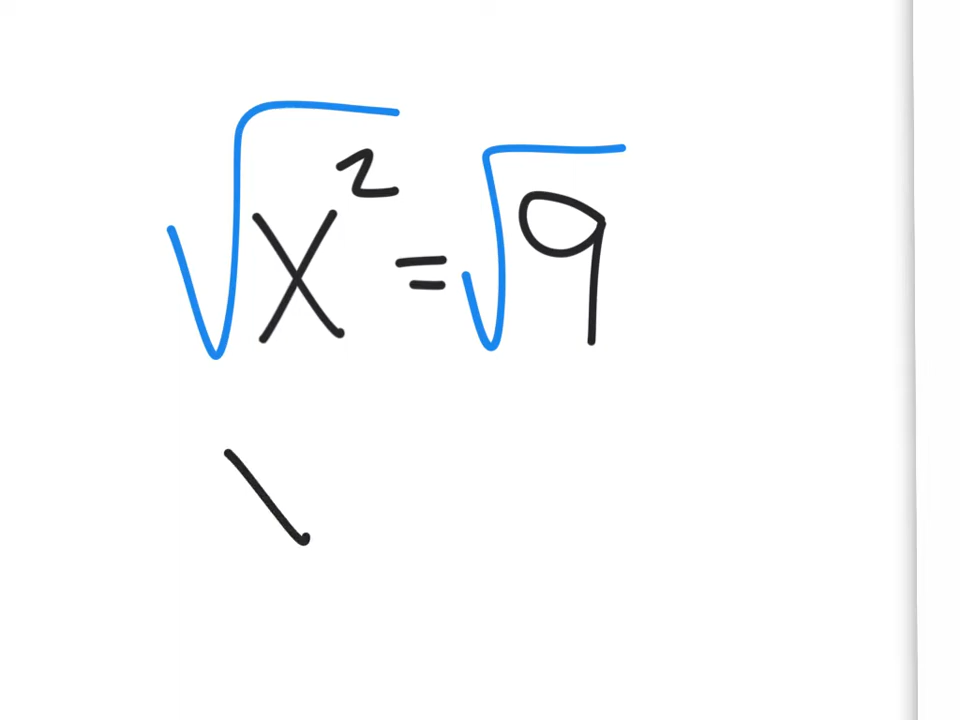 √x² = √9
\